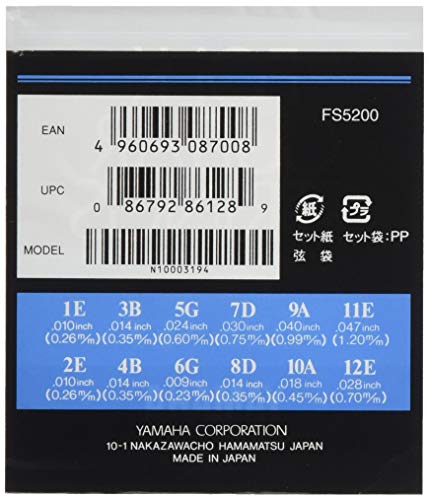 FS5200
EAN
4 960693 087008
UPC
0 86792 86128 9
MODEL
N10003194
紙 プラ
セット紙 セット袋:PP
弦 袋
1E 3B 5G 7D 9A 11E
.010inch .014inch .024inch .030inch .040inch .047inch
(0.26m/m) (0.35m/m) (0.60m/m) (0.75m/m) (0.99m/m) (1.20m/m)
2E 4B 6G 8D 10A 12E
.010inch .014inch .009inch .014inch .018inch .028inch
(0.26m/m) (0.35m/m) (0.23m/m) (0.35m/m) (0.45m/m) (0.70m/m)
YAMAHA CORPORATION
10-1 NAKAZAWACHO HAMAMATSU JAPAN
MADE IN JAPAN